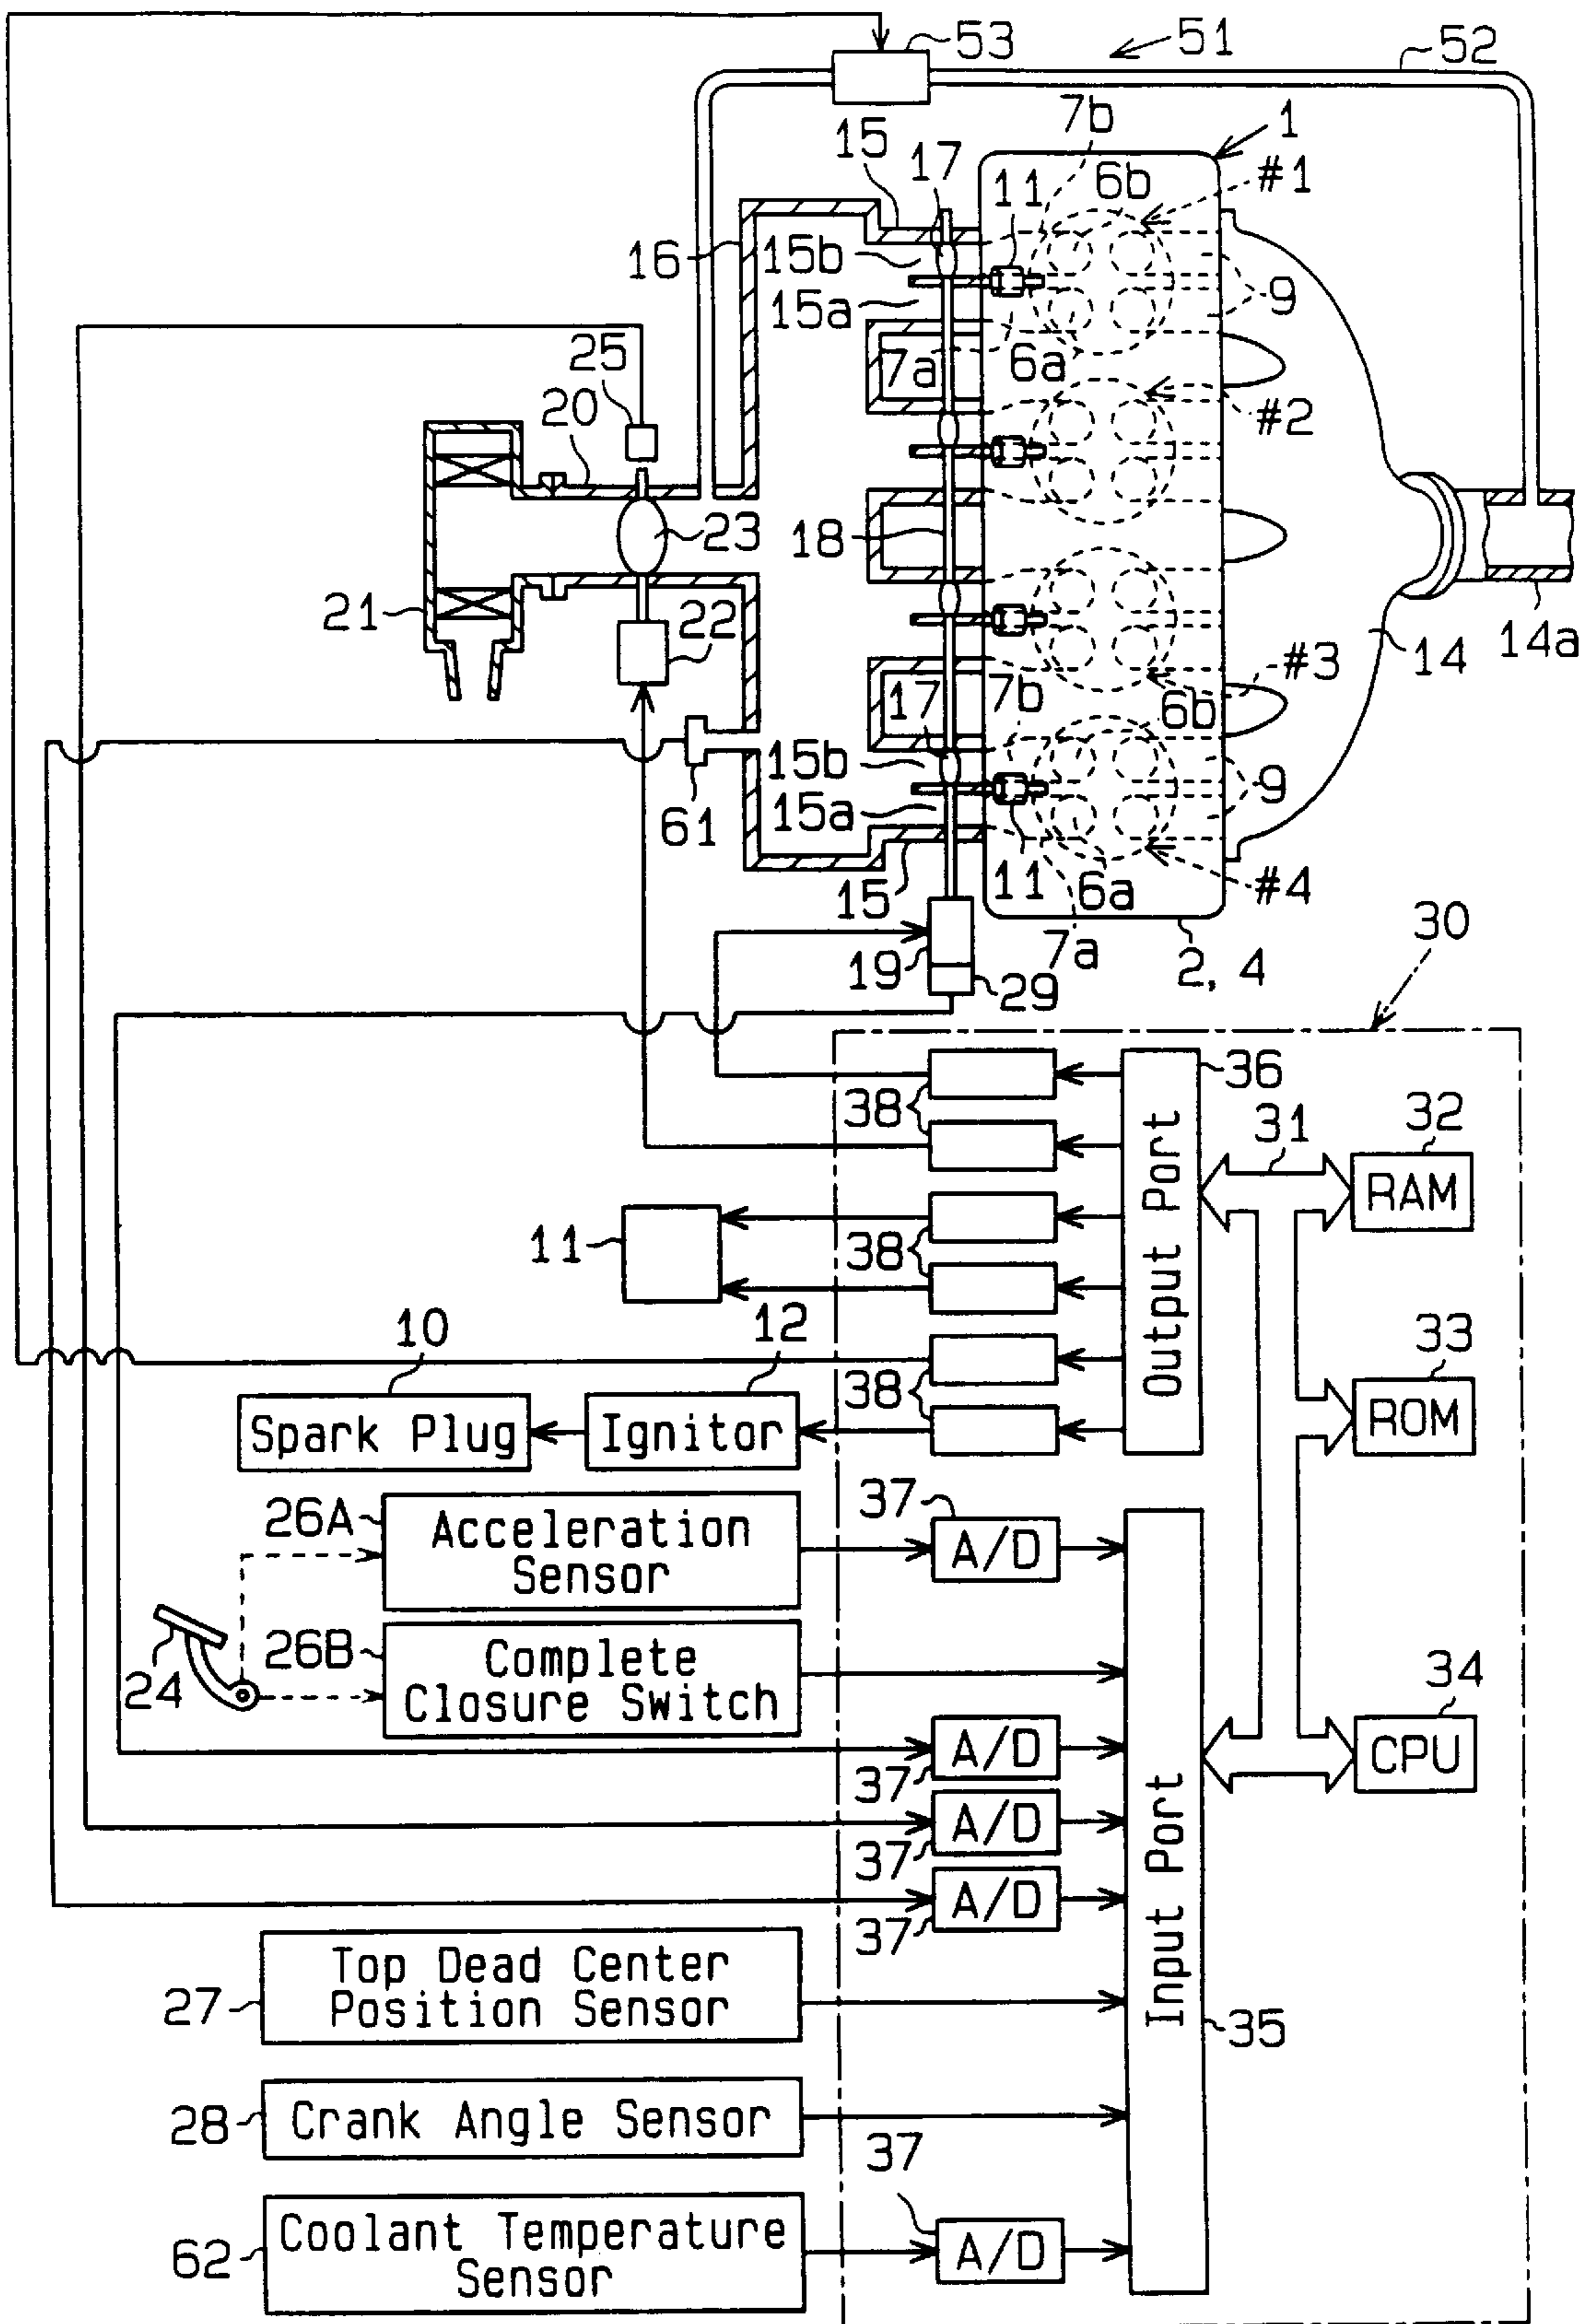 53
51
52
7b
1
15
17
6b
#1
11
16
15b
9
15a
25
7a
6a
20
#2
18
23
21
22
14
14a
#3
17
7b
6b
15b
9
61
15a
11
6a
#4
15
30
19
7a
2, 4
29
36
38
32
31
RAM
11
38
Output Port
10
12
33
38
Spark Plug
Ignitor
ROM
37
26A
Acceleration
Sensor
A/D
26B
Complete
Closure Switch
34
24
A/D
CPU
37
A/D
37
A/D
37
Input Port
Top Dead Center
Position Sensor
27
35
28
Crank Angle Sensor
37
Coolant Temperature
Sensor
62
A/D